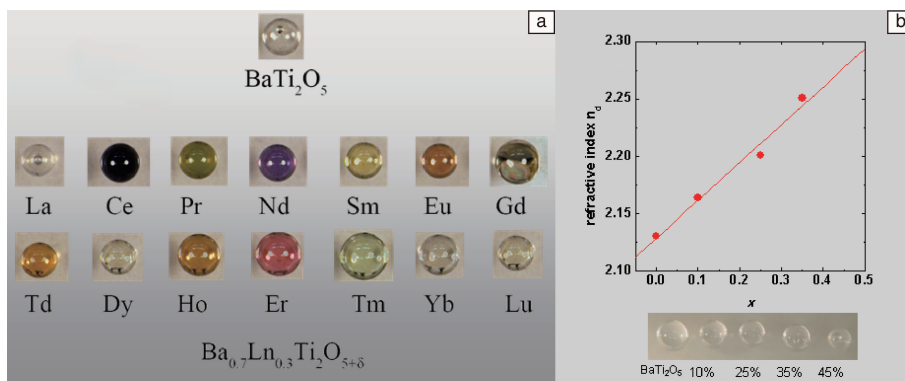 a
BaTi₂O₅
La Ce Pr Nd Sm Eu Gd
Td Dy Ho Er Tm Yb Lu
Ba₀.₇Ln₀.₃Ti₂O₅₊δ
b
refractive index n_d
2.30
2.25
2.20
2.15
2.10
0.0 0.1 0.2 0.3 0.4 0.5
x
BaTi₂O₅ 10% 25% 35% 45%